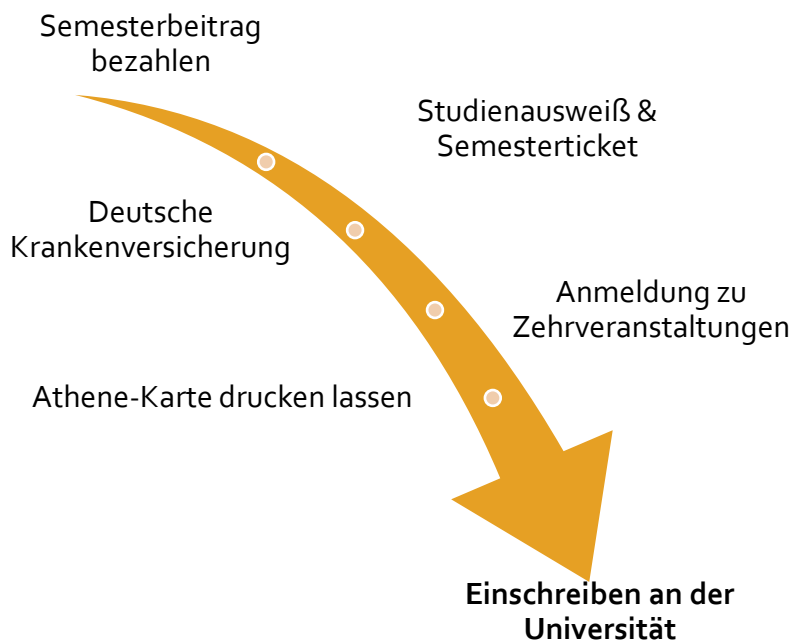 Semesterbeitrag
bezahlen
Studienausweiß &
Semesterticket
Deutsche
Krankenversicherung
Anmeldung zu
Zehrveranstaltungen
Athene-Karte drucken lassen
Einschreiben an der
Universität